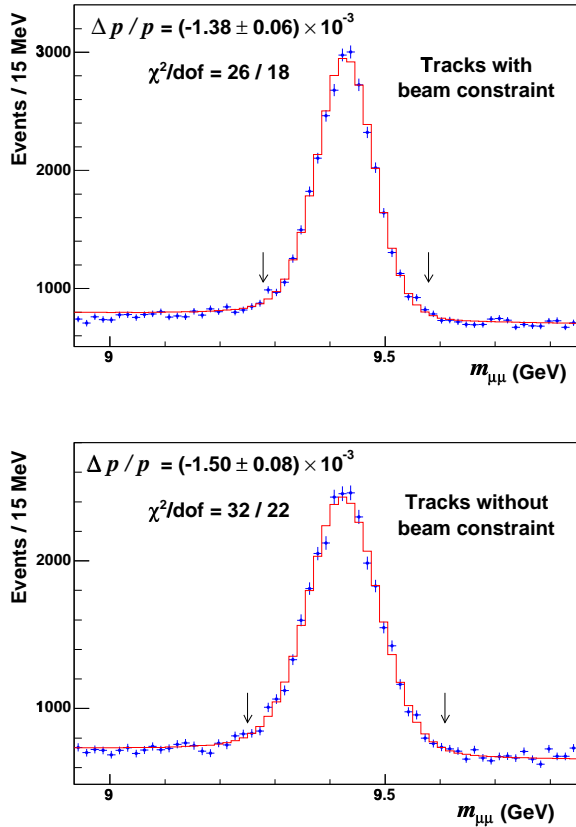 Δ p / p = (-1.38 ± 0.06) × 10⁻³
χ²/dof = 26 / 18
Tracks with
beam constraint
Events / 15 MeV
3000
2000
1000
9
9.5
m_μμ (GeV)
Δ p / p = (-1.50 ± 0.08) × 10⁻³
χ²/dof = 32 / 22
Tracks without
beam constraint
Events / 15 MeV
2000
1000
9
9.5
m_μμ (GeV)